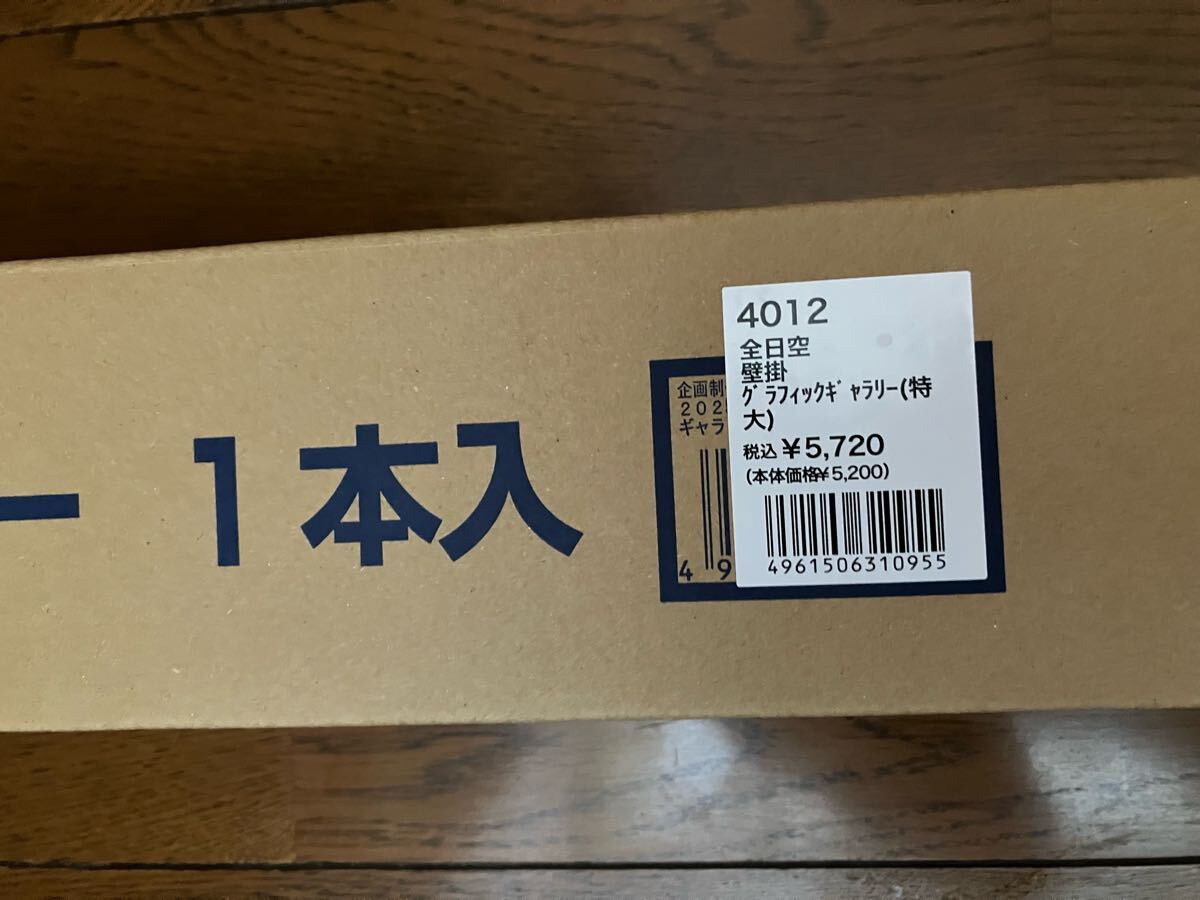 ー 1本入
企画制
202
ギャラ
49
4012
全日空
壁掛
ｸﾞﾗﾌｨｯｸｷﾞｬﾗﾘｰ(特
大)
税込 ¥5,720
(本体価格¥5,200)
4961506310955